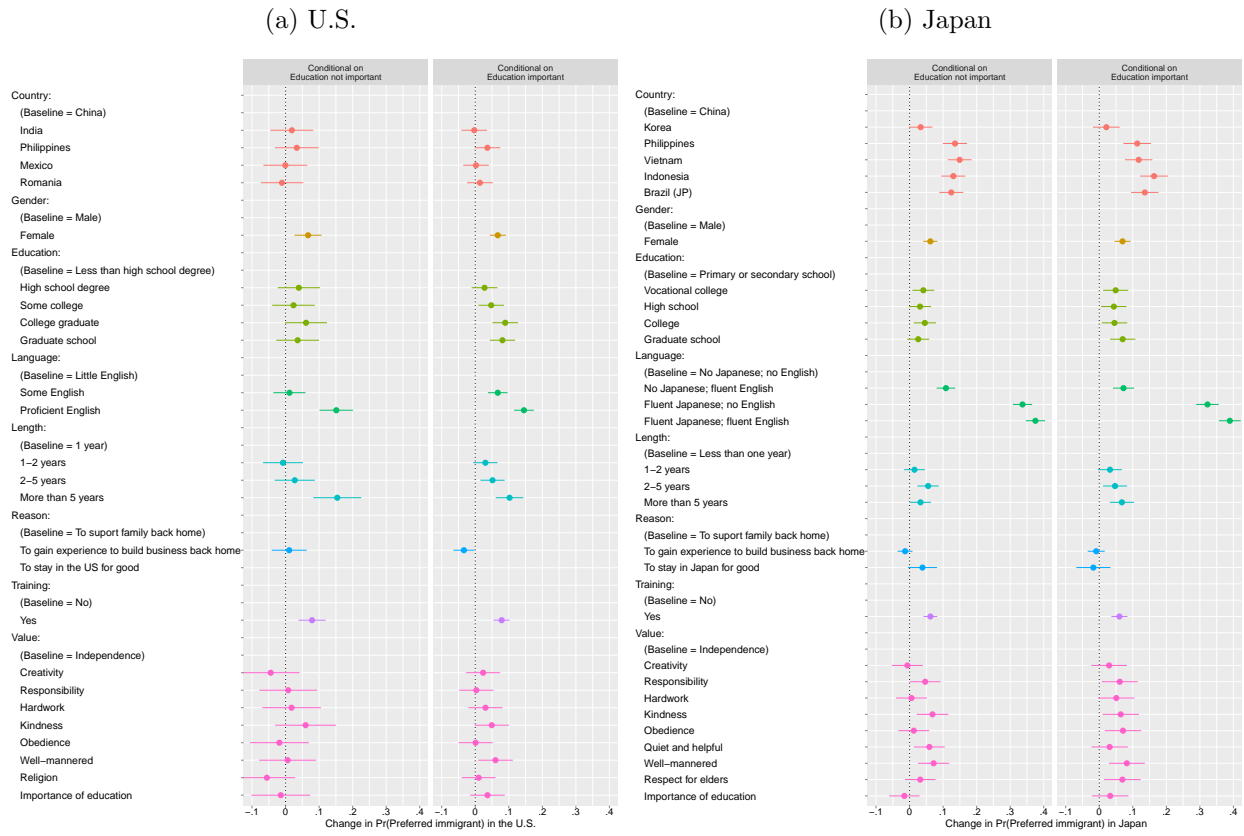 (a) U.S.
Conditional on
Education not important
Conditional on
Education important
Country:
(Baseline = China)
India
Philippines
Mexico
Romania
Gender:
(Baseline = Male)
Female
Education:
(Baseline = Less than high school degree)
High school degree
Some college
College graduate
Graduate school
Language:
(Baseline = Little English)
Some English
Proficient English
Length:
(Baseline = 1 year)
1−2 years
2−5 years
More than 5 years
Reason:
(Baseline = To suport family back home)
To gain experience to build business back home
To stay in the US for good
Training:
(Baseline = No)
Yes
Value:
(Baseline = Independence)
Creativity
Responsibility
Hardwork
Kindness
Obedience
Well−mannered
Religion
Importance of education
−.1 0 .1 .2 .3 .4 −.1 0 .1 .2 .3 .4
Change in Pr(Preferred immigrant) in the U.S.
(b) Japan
Conditional on
Education not important
Conditional on
Education important
Country:
(Baseline = China)
Korea
Philippines
Vietnam
Indonesia
Brazil (JP)
Gender:
(Baseline = Male)
Female
Education:
(Baseline = Primary or secondary school)
Vocational college
High school
College
Graduate school
Language:
(Baseline = No Japanese; no English)
No Japanese; fluent English
Fluent Japanese; no English
Fluent Japanese; fluent English
Length:
(Baseline = Less than one year)
1−2 years
2−5 years
More than 5 years
Reason:
(Baseline = To suport family back home)
To gain experience to build business back home
To stay in Japan for good
Training:
(Baseline = No)
Yes
Value:
(Baseline = Independence)
Creativity
Responsibility
Hardwork
Kindness
Obedience
Quiet and helpful
Well−mannered
Respect for elders
Importance of education
−.1 0 .1 .2 .3 .4 −.1 0 .1 .2 .3 .4
Change in Pr(Preferred immigrant) Japan